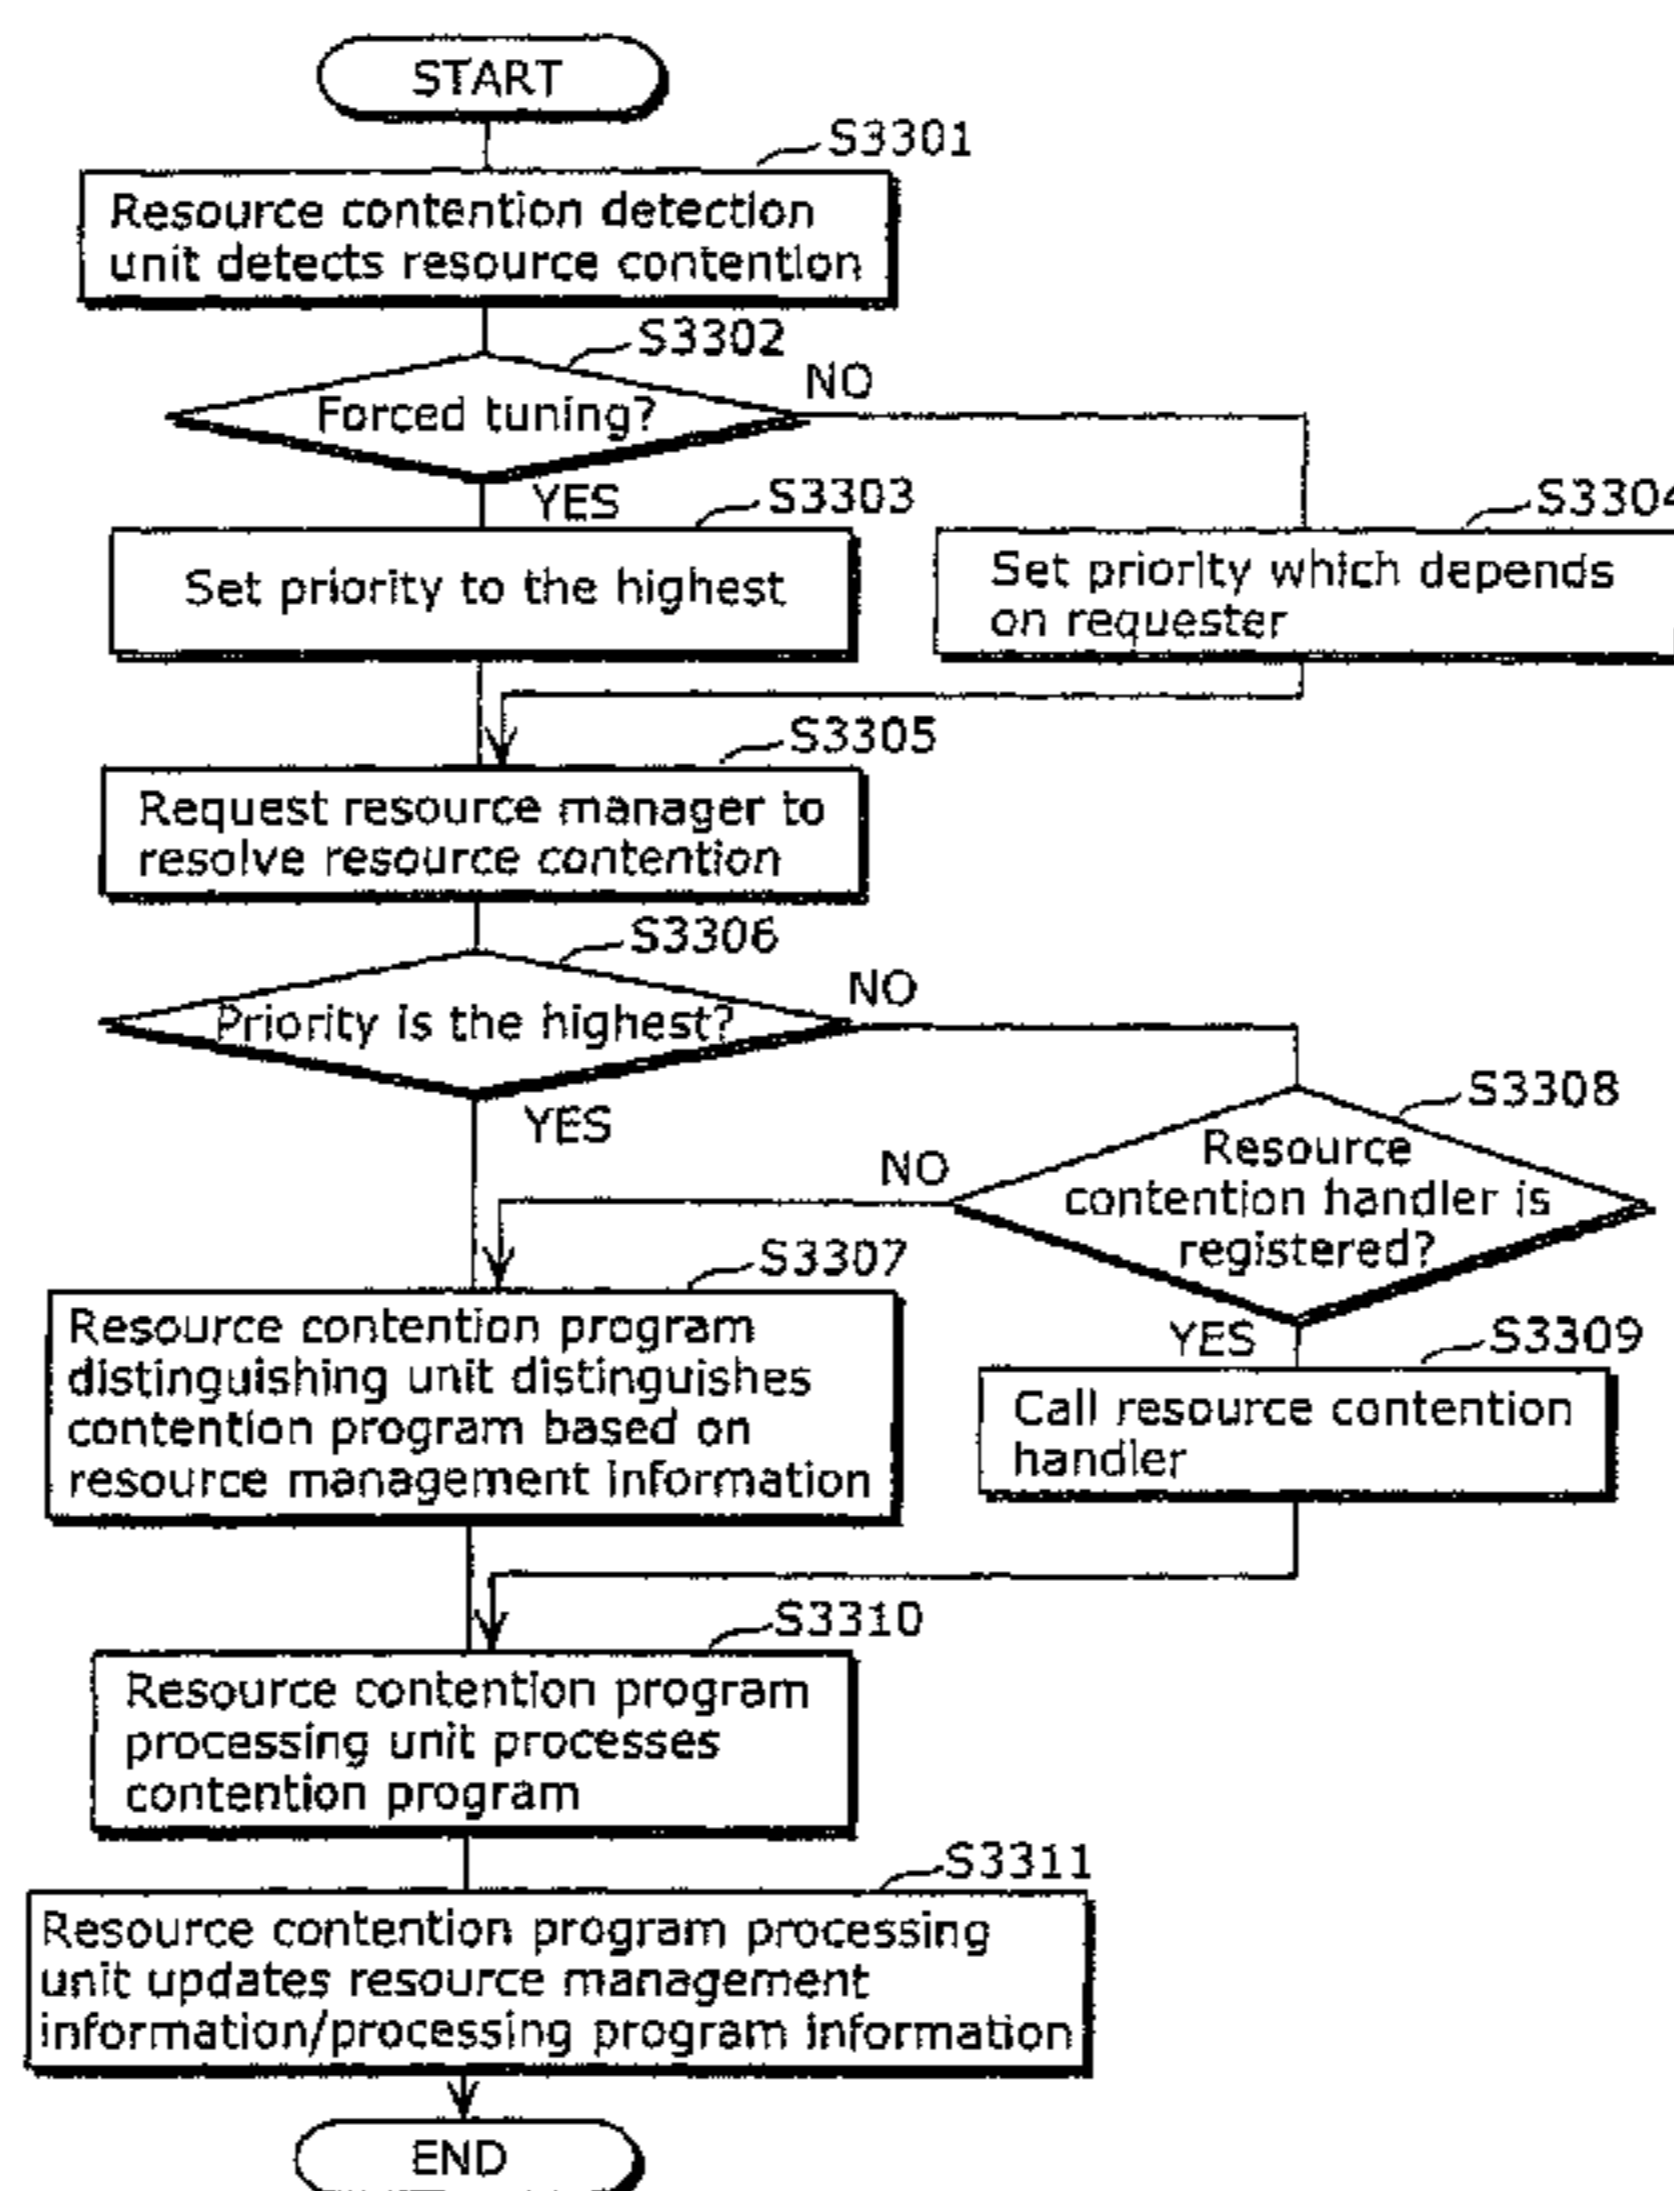 START
S3301
Resource contention detection
unit detects resource contention
S3302
Forced tuning?
NO
YES
S3303
Set priority to the highest
S3304
Set priority which depends
on requester
S3305
Request resource manager to
resolve resource contention
S3306
Priority is the highest?
NO
YES
S3308
Resource
contention handler is
registered?
NO
YES
S3307
Resource contention program
distinguishing unit distinguishes
contention program based on
resource management information
S3309
Call resource contention
handler
S3310
Resource contention program
processing unit processes
contention program
S3311
Resource contention program processing
unit updates resource management
information/processing program information
END